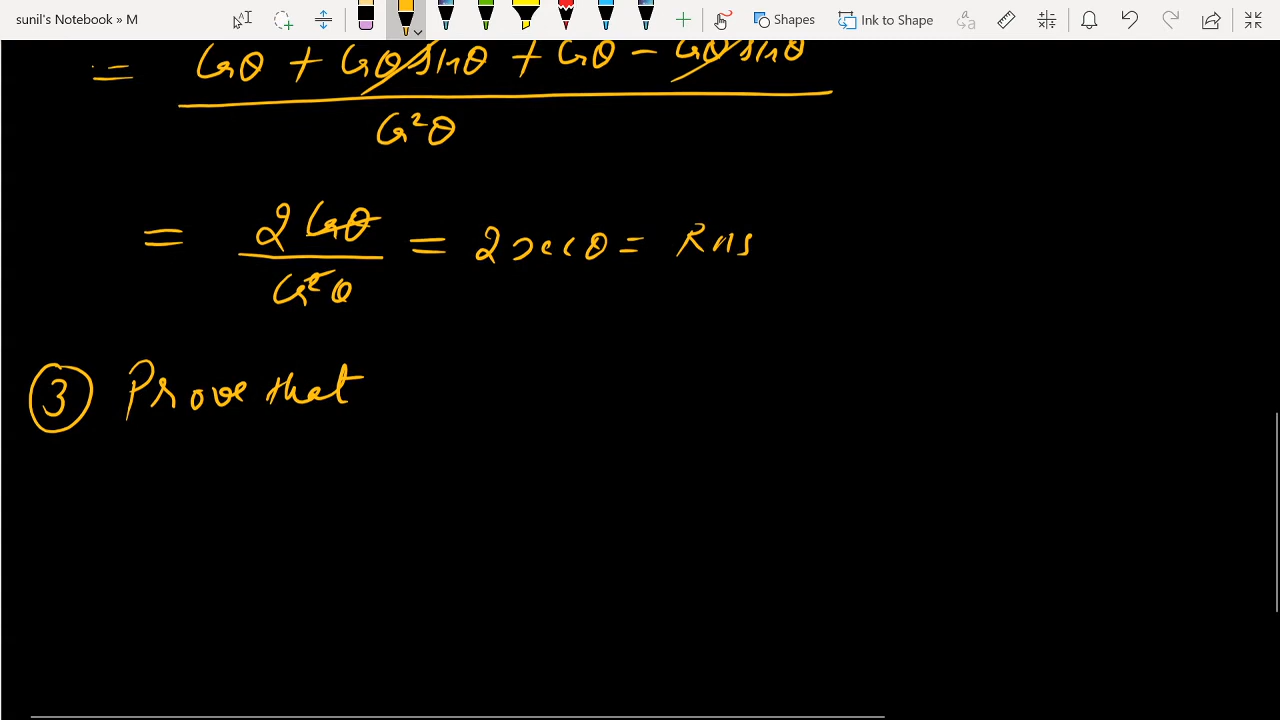 sunil's Notebook » M
Shapes
Ink to Shape
= Cosθ + Cosθ sinθ + Cosθ − Cosθ sinθ
Cos²θ
= 2 Cosθ / Cos²θ = 2 secθ = RHS
③ Prove that